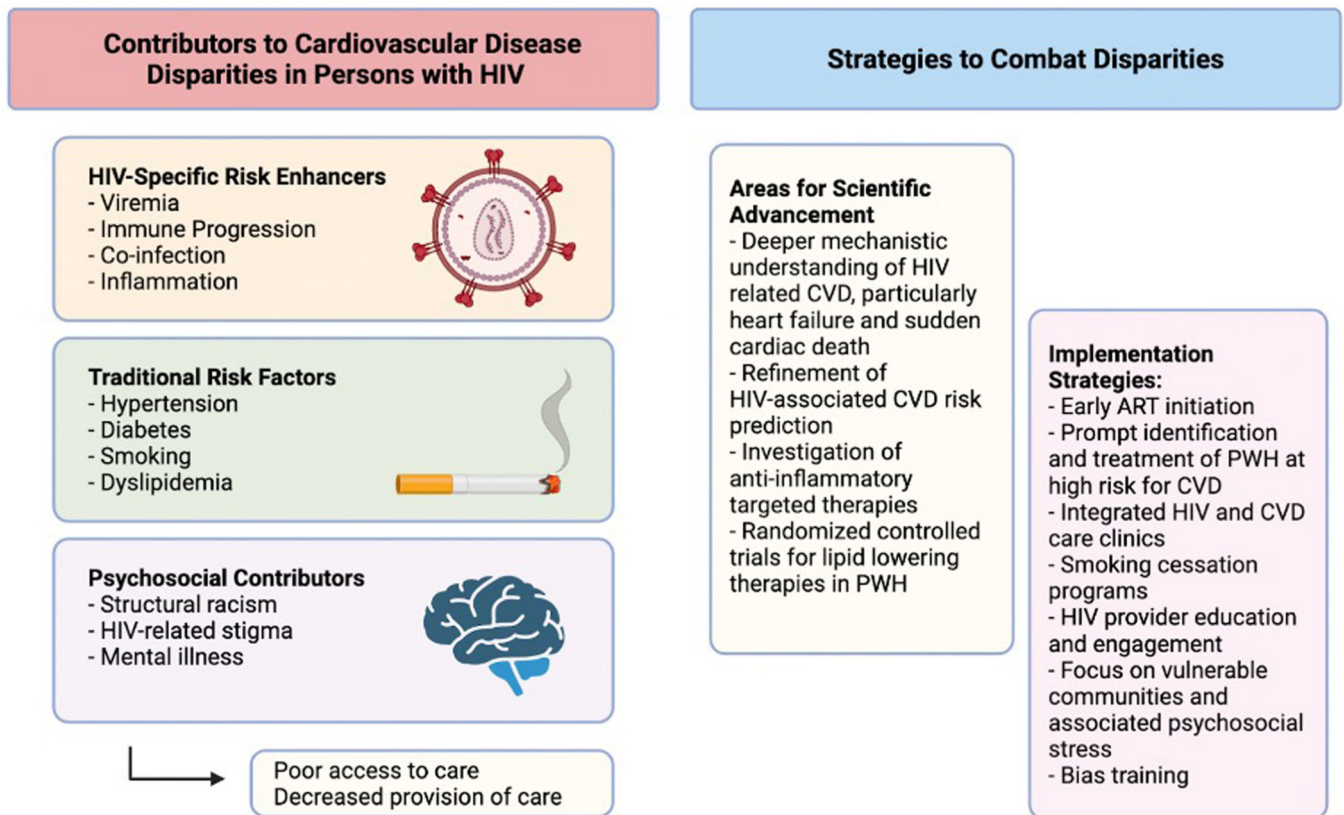 Contributors to Cardiovascular Disease
Disparities in Persons with HIV
HIV-Specific Risk Enhancers
- Viremia
- Immune Progression
- Co-infection
- Inflammation
Traditional Risk Factors
- Hypertension
- Diabetes
- Smoking
- Dyslipidemia
Psychosocial Contributors
- Structural racism
- HIV-related stigma
- Mental illness
Poor access to care
Decreased provision of care
Strategies to Combat Disparities
Areas for Scientific
Advancement
- Deeper mechanistic
understanding of HIV
related CVD, particularly
heart failure and sudden
cardiac death
- Refinement of
HIV-associated CVD risk
prediction
- Investigation of
anti-inflammatory
targeted therapies
- Randomized controlled
trials for lipid lowering
therapies in PWH
Implementation
Strategies:
- Early ART initiation
- Prompt identification
and treatment of PWH at
high risk for CVD
- Integrated HIV and CVD
care clinics
- Smoking cessation
programs
- HIV provider education
and engagement
- Focus on vulnerable
communities and
associated psychosocial
stress
- Bias training